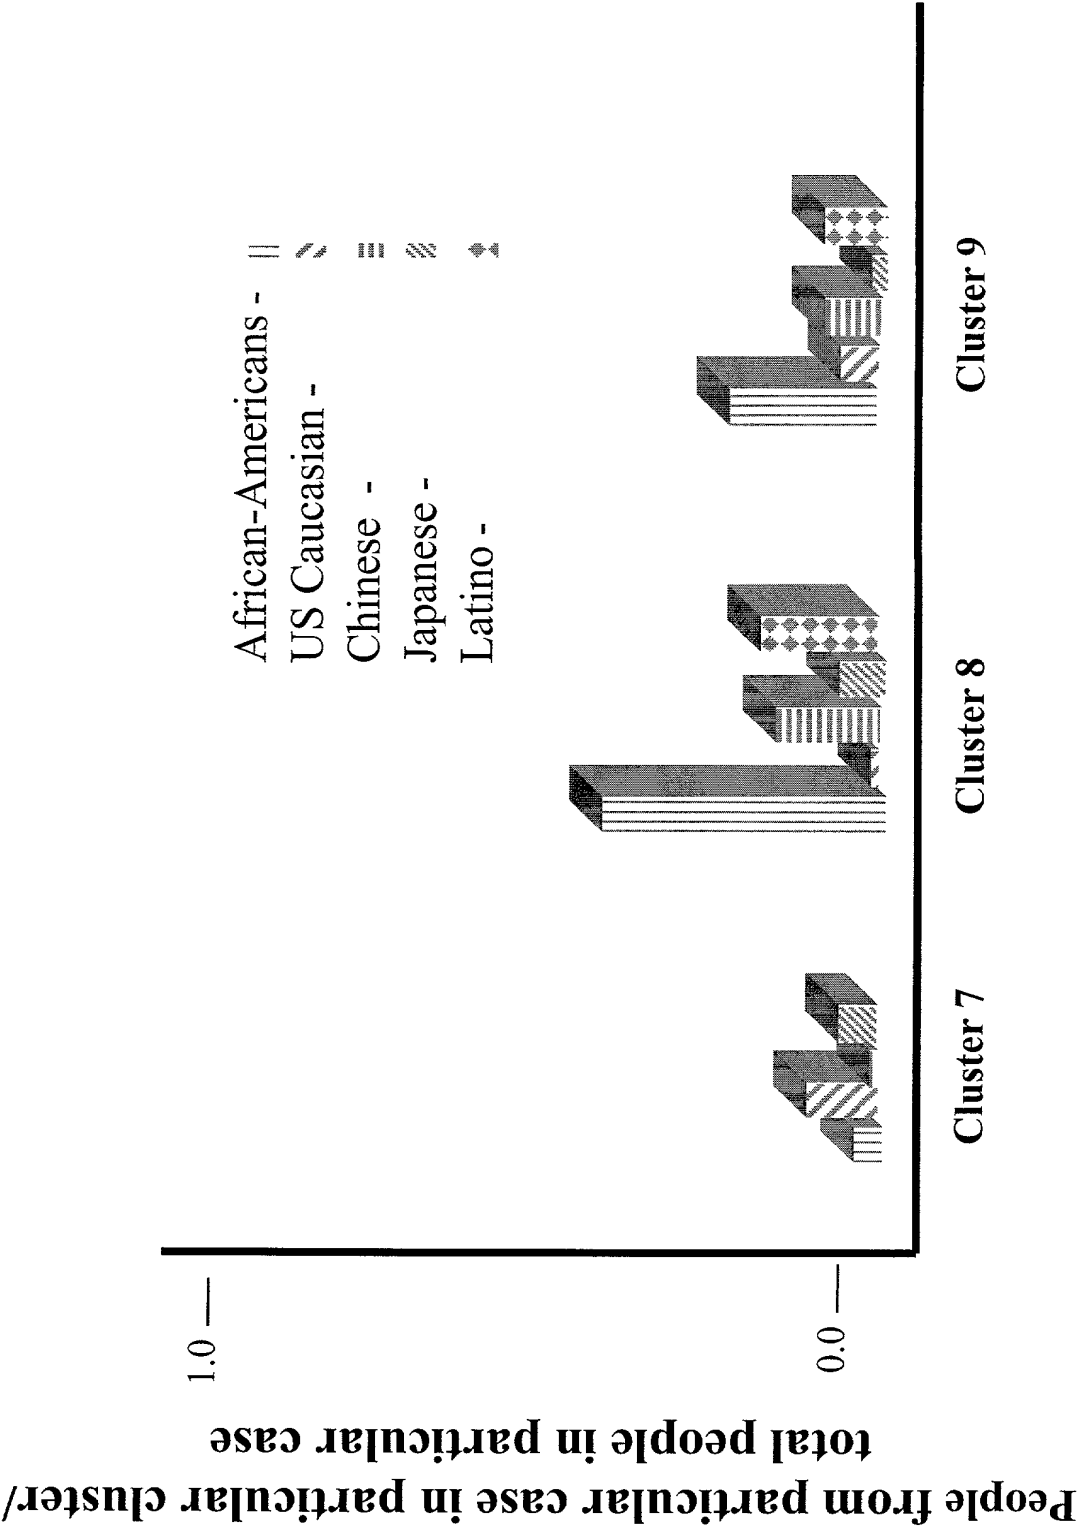 People from particular case in particular cluster/
total people in particular case
1.0
0.0
African-Americans -
US Caucasian -
Chinese -
Japanese -
Latino -
Cluster 7
Cluster 8
Cluster 9